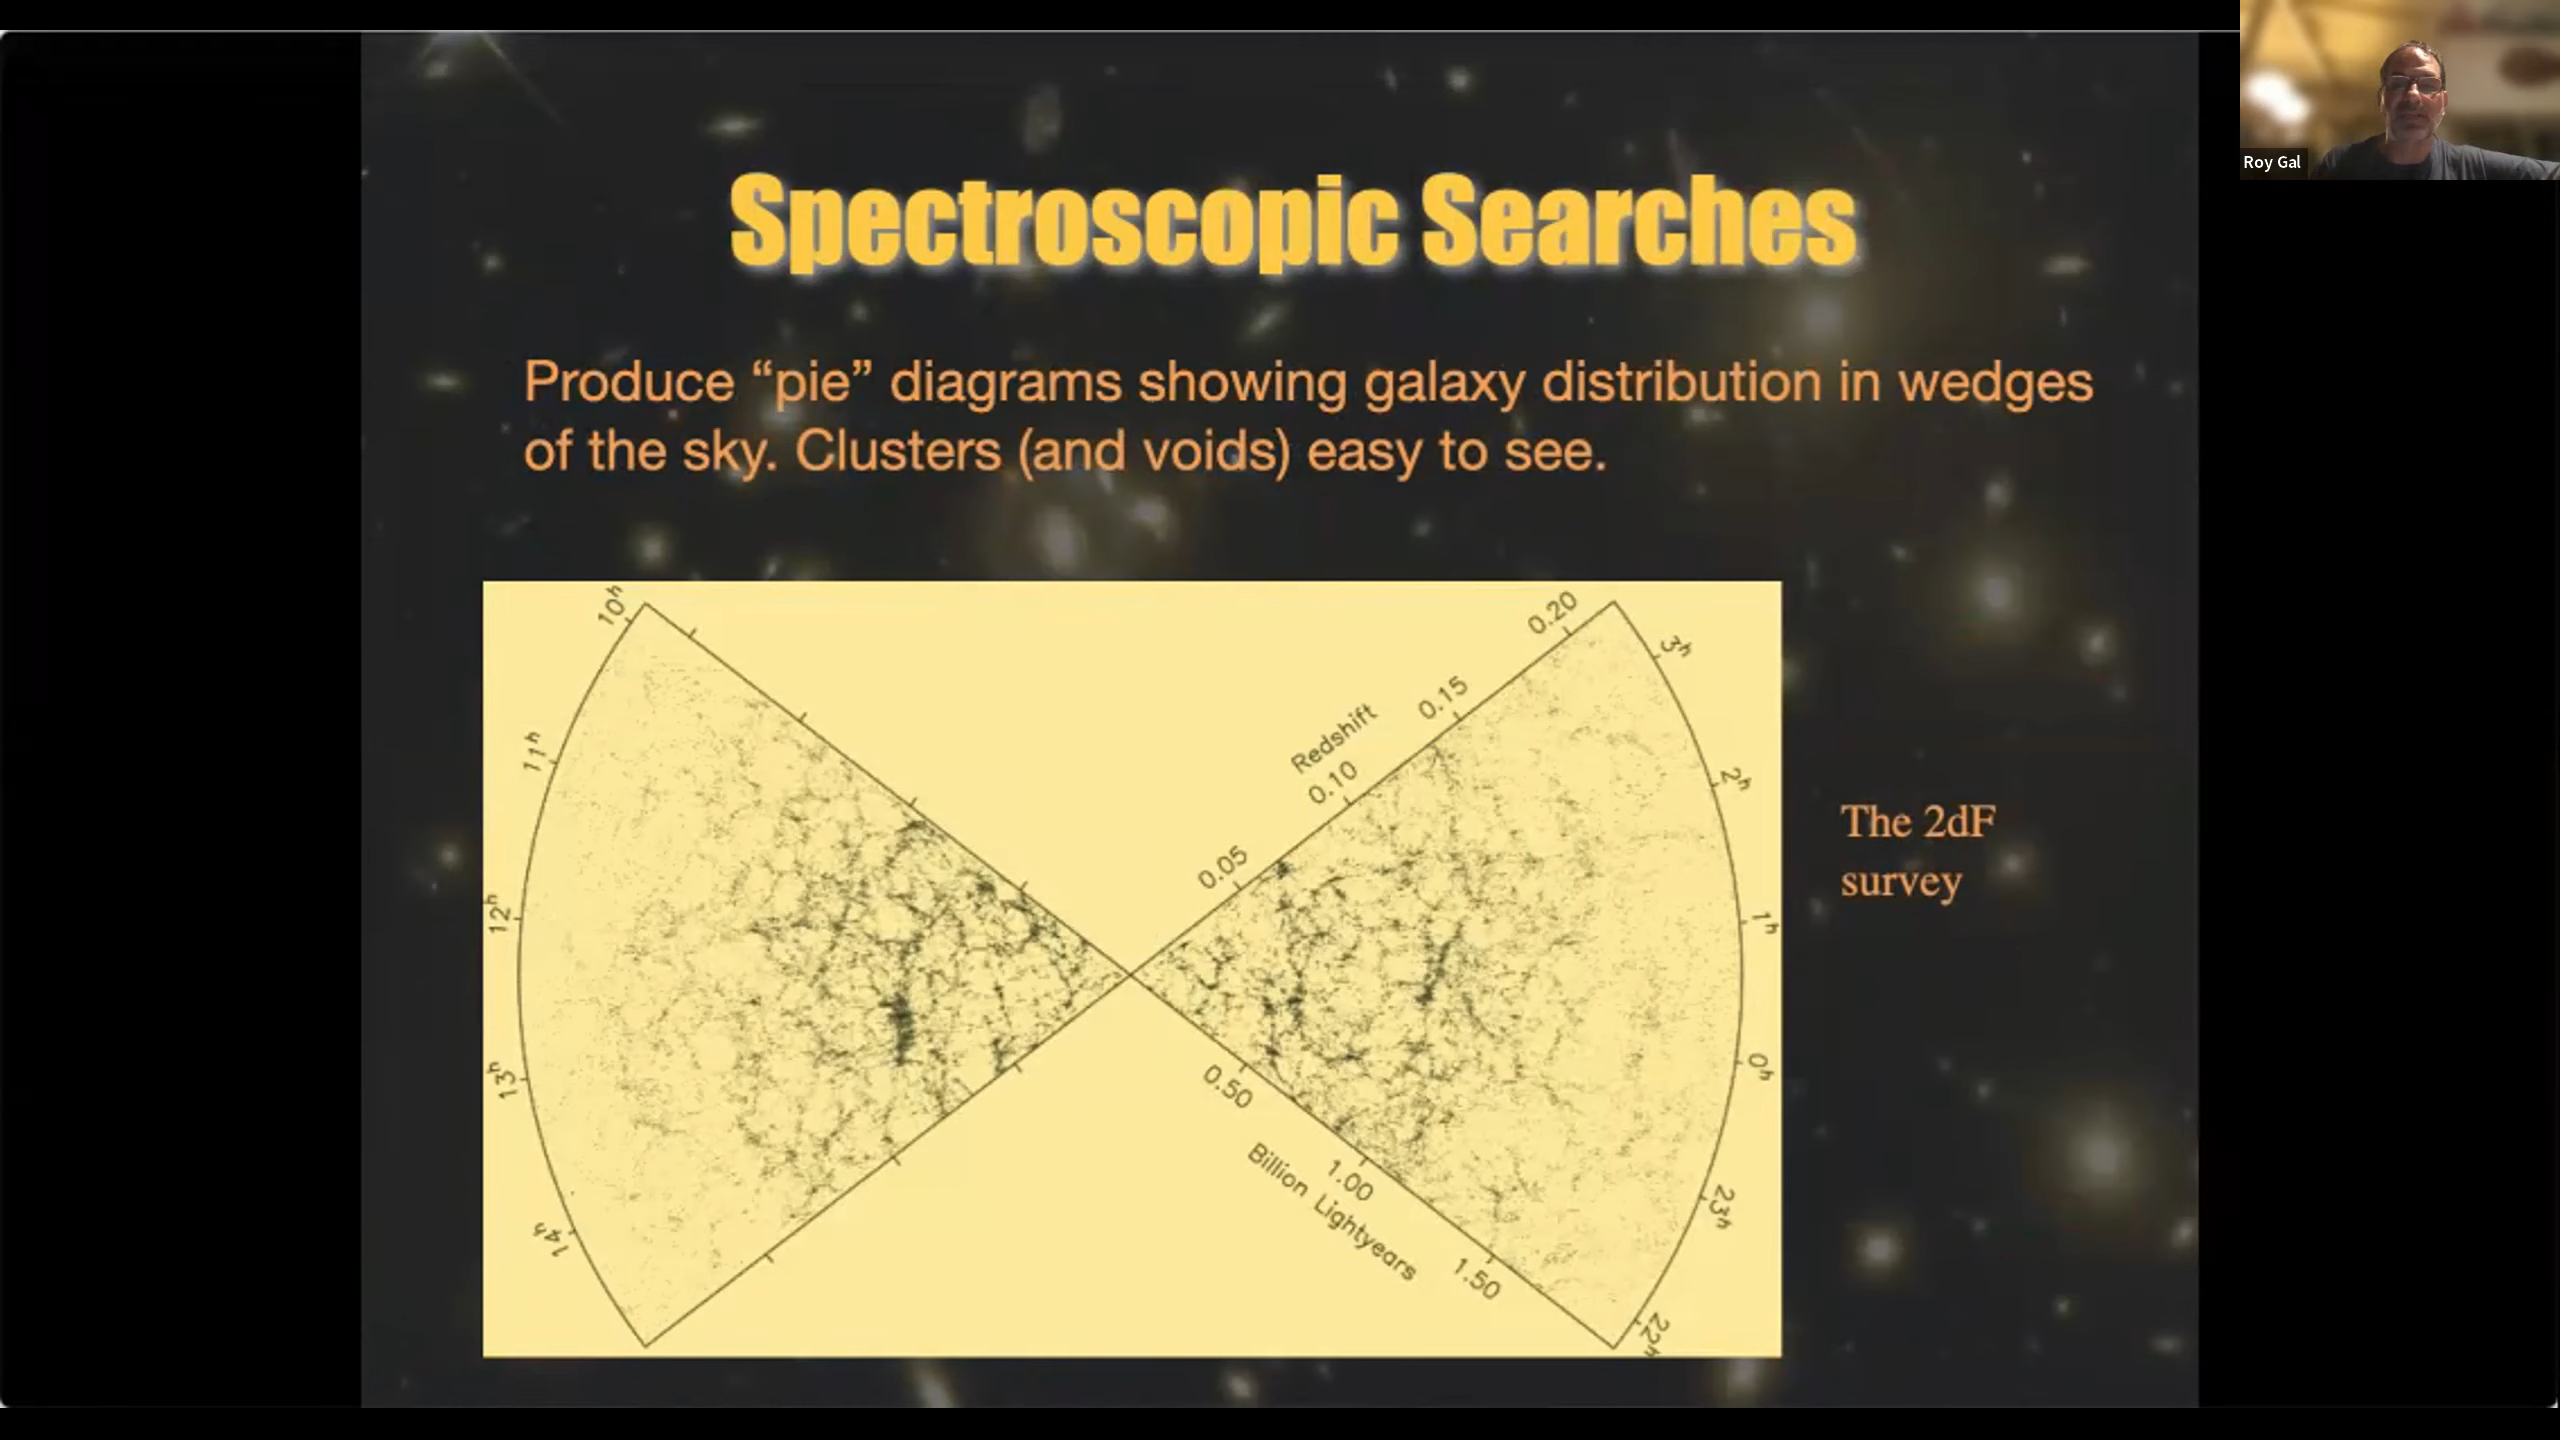 Roy Gal
Spectroscopic Searches
Produce “pie” diagrams showing galaxy distribution in wedges
of the sky. Clusters (and voids) easy to see.
10ʰ
11ʰ
12ʰ
13ʰ
14ʰ
0.20
0.15
Redshift
0.10
0.05
3ʰ
2ʰ
1ʰ
0ʰ
23ʰ
22ʰ
0.50
1.00
Billion Lightyears
1.50
The 2dF
survey